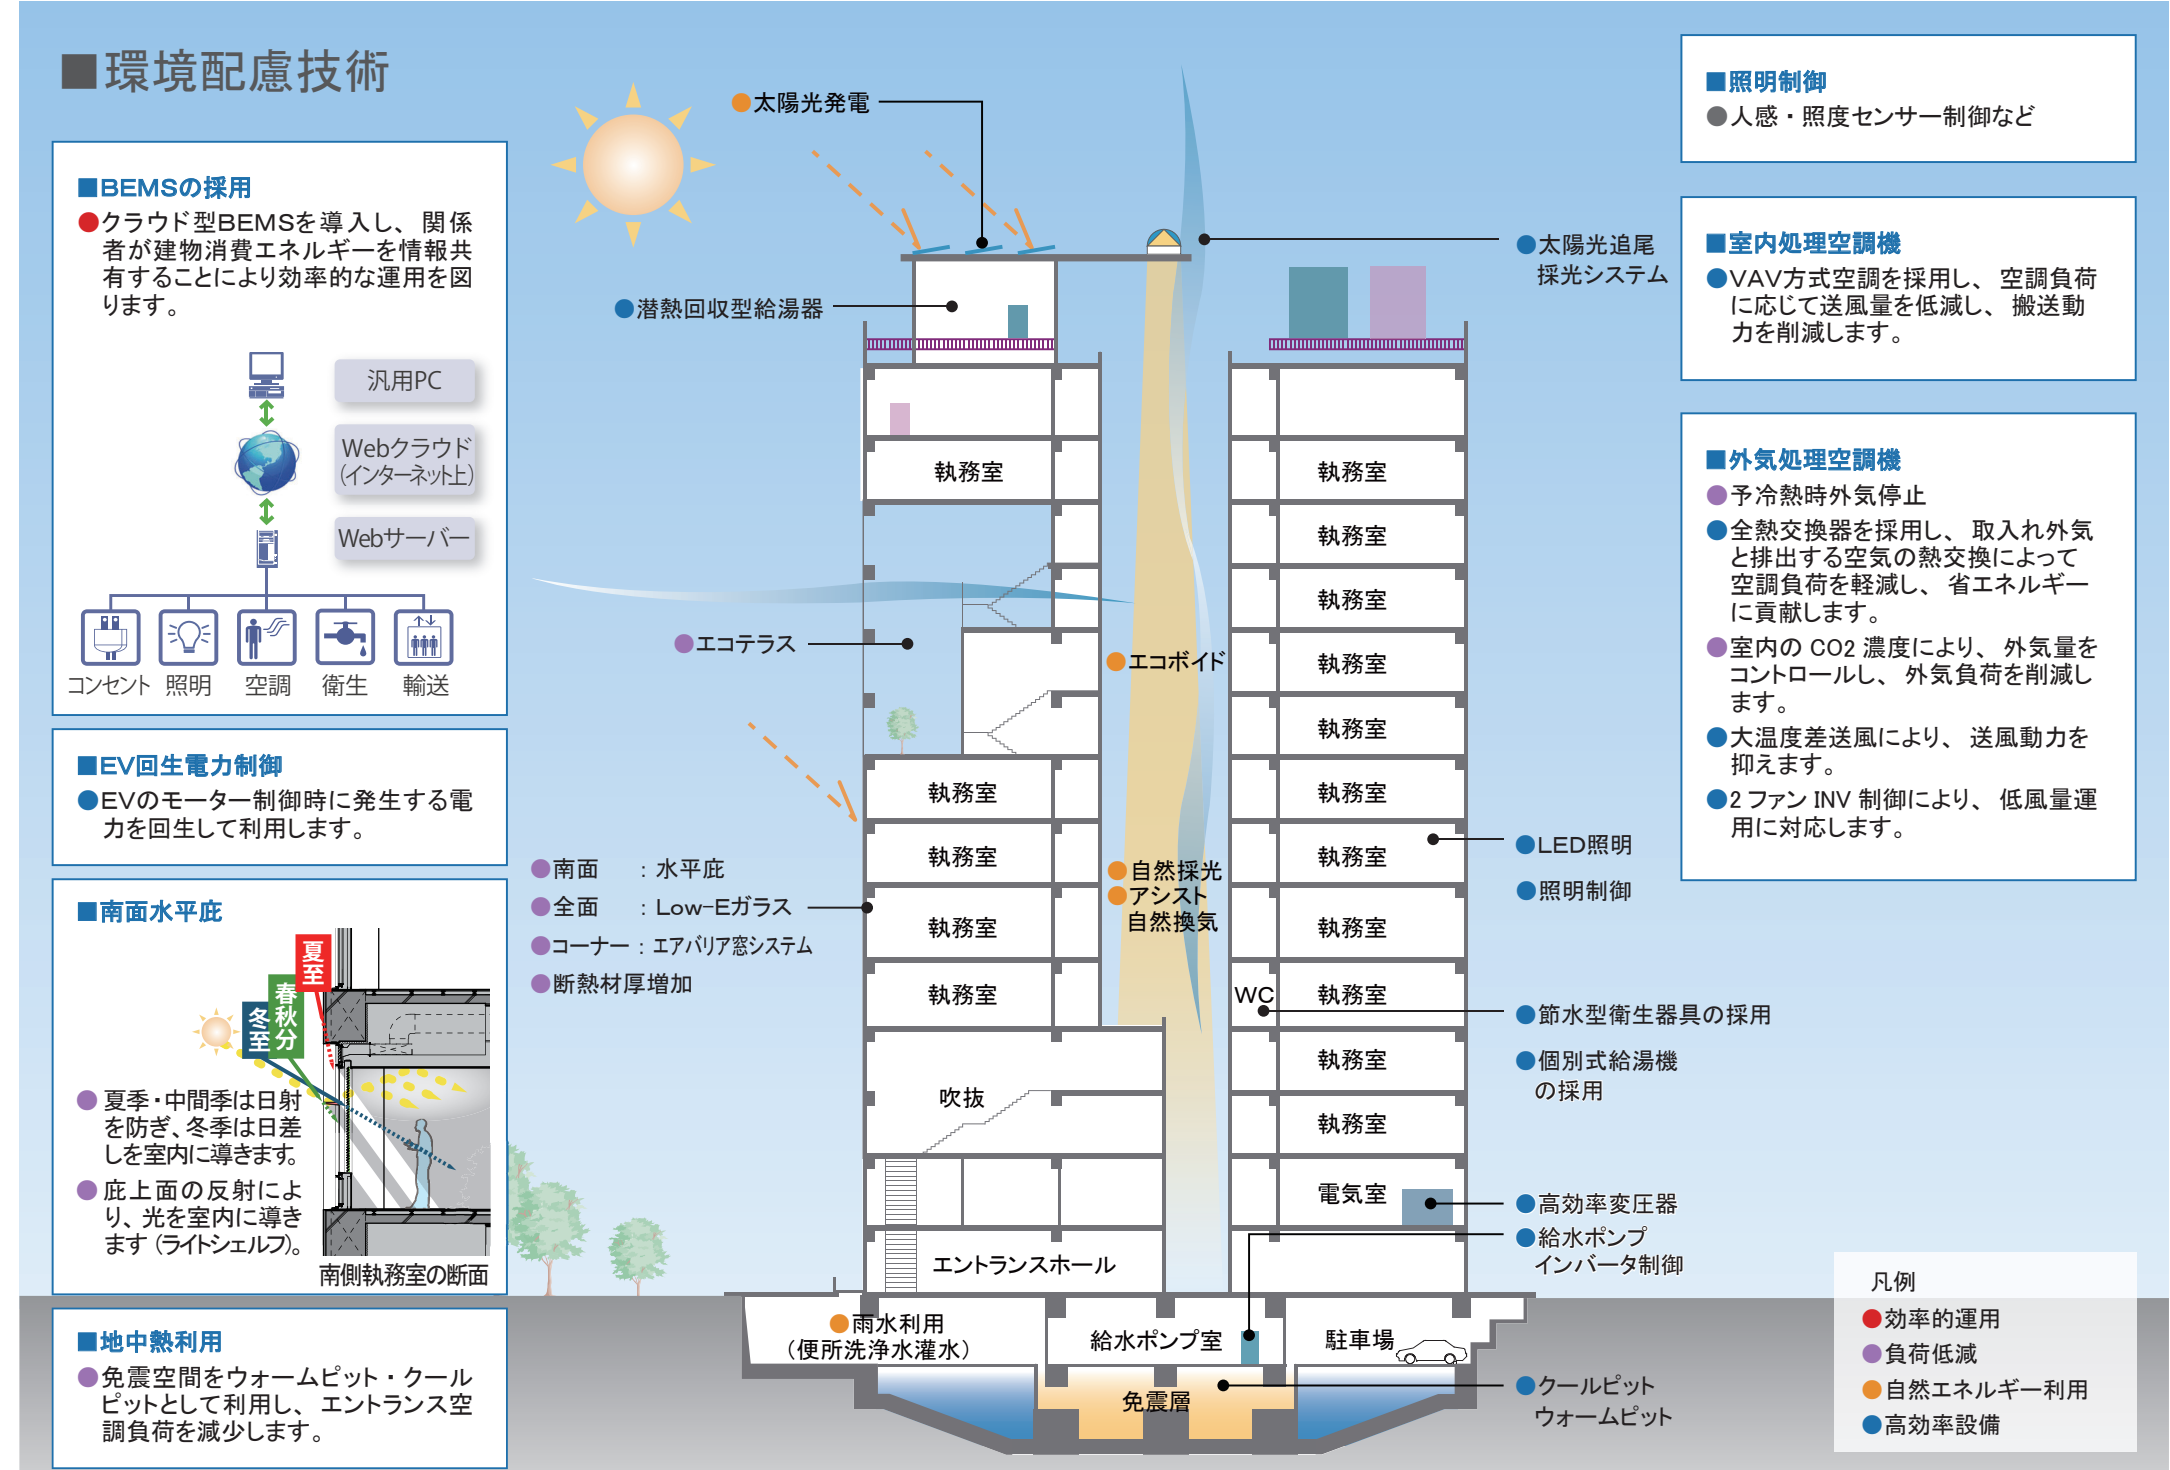 ■環境配慮技術
■BEMSの採用
●クラウド型BEMSを導入し、関係
者が建物消費エネルギーを情報共
有することにより効率的な運用を図
ります。
汎用PC
Webクラウド
(インターネット上)
Webサーバー
コンセント 照明 空調 衛生 輸送
■EV回生電力制御
●EVのモーター制御時に発生する電
力を回生して利用します。
■南面水平庇
夏至
春秋分
冬至
●夏季・中間季は日射
を防ぎ、冬季は日差
しを室内に導きます。
●庇上面の反射によ
り、光を室内に導き
ます(ライトシェルフ)。
南側執務室の断面
■地中熱利用
●免震空間をウォームピット・クール
ピットとして利用し、エントランス空
調負荷を減少します。
●太陽光発電
●潜熱回収型給湯器
●エコテラス
●南面 : 水平庇
●全面 : Low-Eガラス
●コーナー : エアバリア窓システム
●断熱材厚増加
執務室
執務室
執務室
執務室
執務室
吹抜
エントランスホール
●エコボイド
●自然採光
●アシスト
自然換気
執務室
執務室
執務室
執務室
執務室
執務室
執務室
執務室
WC
執務室
執務室
執務室
電気室
●雨水利用
(便所洗浄水灌水)
給水ポンプ室
駐車場
免震層
●太陽光追尾
採光システム
●LED照明
●照明制御
●節水型衛生器具の採用
●個別式給湯機
の採用
●高効率変圧器
●給水ポンプ
インバータ制御
●クールピット
ウォームピット
■照明制御
●人感・照度センサー制御など
■室内処理空調機
●VAV方式空調を採用し、空調負荷
に応じて送風量を低減し、搬送動
力を削減します。
■外気処理空調機
●予冷熱時外気停止
●全熱交換器を採用し、取入れ外気
と排出する空気の熱交換によって
空調負荷を軽減し、省エネルギー
に貢献します。
●室内の CO2 濃度により、外気量を
コントロールし、外気負荷を削減し
ます。
●大温度差送風により、送風動力を
抑えます。
●2 ファン INV 制御により、低風量運
用に対応します。
凡例
●効率的運用
●負荷低減
●自然エネルギー利用
●高効率設備